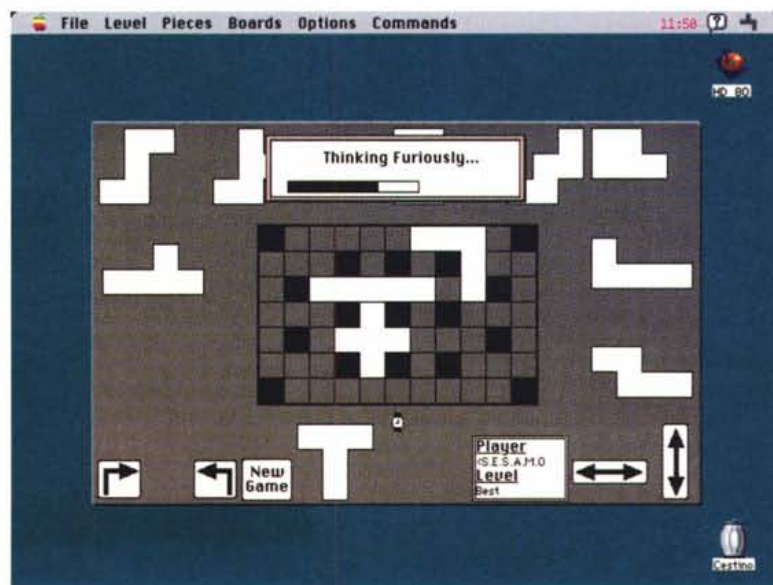 File Level Pieces Boards Options Commands 11:58
HD 80
Thinking Furiously...
New
Game
Player
<S.E.S.A.M.O
Level
Best
Cestino